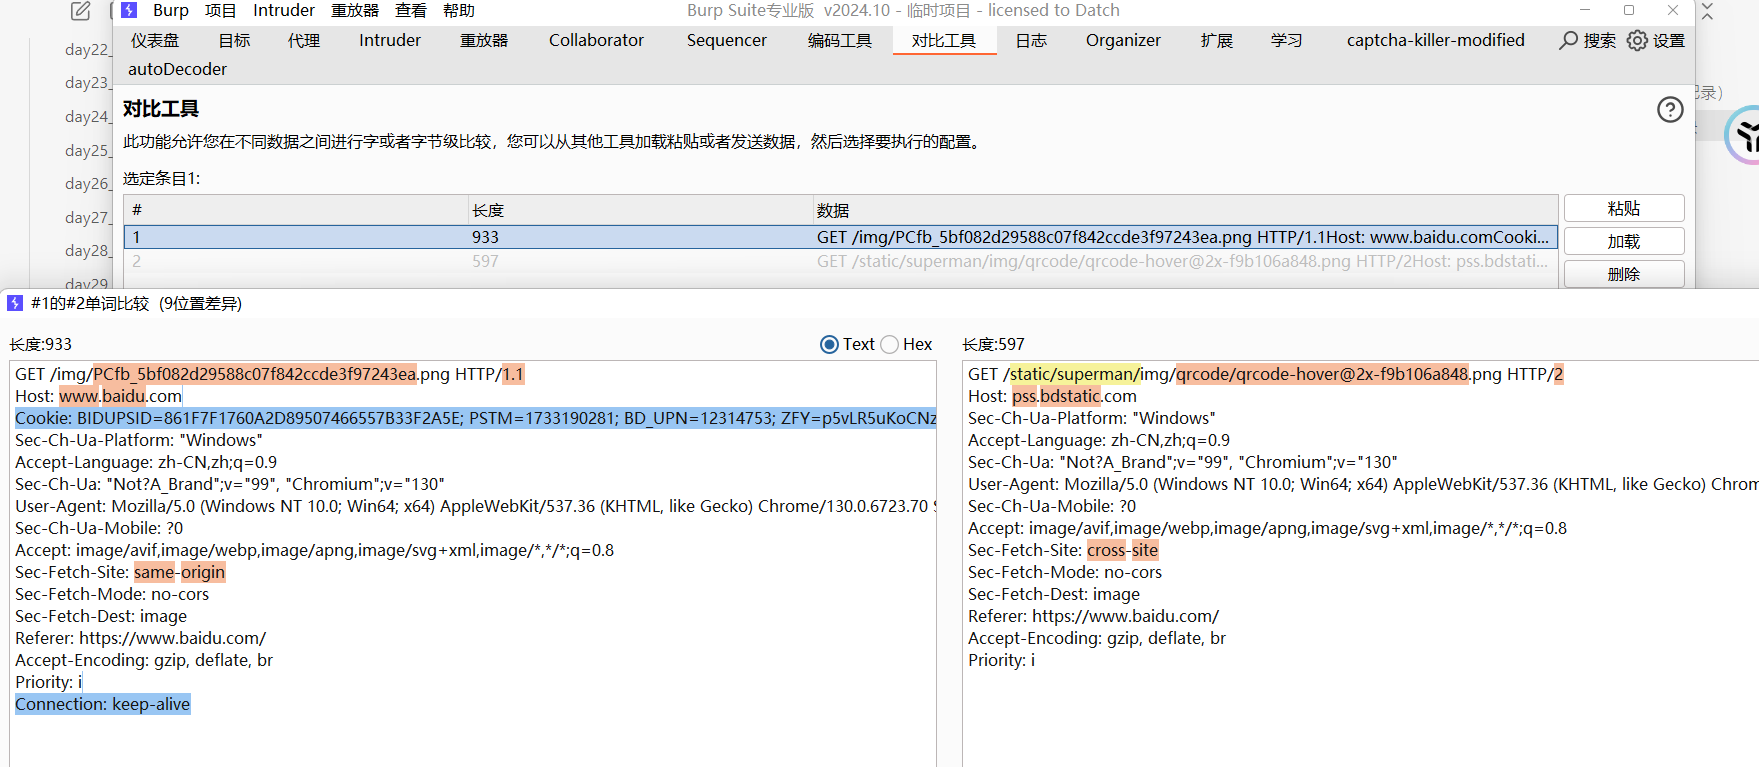 Burp 项目 Intruder 重放器 查看 帮助 Burp Suite专业版 v2024.10 - 临时项目 - licensed to Datch
仪表盘 目标 代理 Intruder 重放器 Collaborator Sequencer 编码工具 对比工具 日志 Organizer 扩展 学习 captcha-killer-modified 搜索 设置
autoDecoder
day22_
day23_
day24_
day25_
day26_
day27_
day28_
day29_
录)
对比工具
此功能允许您在不同数据之间进行字或者字节级比较，您可以从其他工具加载粘贴或者发送数据，然后选择要执行的配置。
选定条目1:
# 长度 数据
1 933 GET /img/PCfb_5bf082d29588c07f842ccde3f97243ea.png HTTP/1.1Host: www.baidu.comCooki...
2 597 GET /static/superman/img/qrcode/qrcode-hover@2x-f9b106a848.png HTTP/2Host: pss.bdstati...
粘贴
加载
删除
#1的#2单词比较 (9位置差异)
长度:933 Text Hex
GET /img/PCfb_5bf082d29588c07f842ccde3f97243ea.png HTTP/1.1
Host: www.baidu.com
Cookie: BIDUPSID=861F7F1760A2D89507466557B33F2A5E; PSTM=1733190281; BD_UPN=12314753; ZFY=p5vLR5uKoCNz
Sec-Ch-Ua-Platform: "Windows"
Accept-Language: zh-CN,zh;q=0.9
Sec-Ch-Ua: "Not?A_Brand";v="99", "Chromium";v="130"
User-Agent: Mozilla/5.0 (Windows NT 10.0; Win64; x64) AppleWebKit/537.36 (KHTML, like Gecko) Chrome/130.0.6723.70 S
Sec-Ch-Ua-Mobile: ?0
Accept: image/avif,image/webp,image/apng,image/svg+xml,image/*,*/*;q=0.8
Sec-Fetch-Site: same-origin
Sec-Fetch-Mode: no-cors
Sec-Fetch-Dest: image
Referer: https://www.baidu.com/
Accept-Encoding: gzip, deflate, br
Priority: i
Connection: keep-alive
长度:597
GET /static/superman/img/qrcode/qrcode-hover@2x-f9b106a848.png HTTP/2
Host: pss.bdstatic.com
Sec-Ch-Ua-Platform: "Windows"
Accept-Language: zh-CN,zh;q=0.9
Sec-Ch-Ua: "Not?A_Brand";v="99", "Chromium";v="130"
User-Agent: Mozilla/5.0 (Windows NT 10.0; Win64; x64) AppleWebKit/537.36 (KHTML, like Gecko) Chrom
Sec-Ch-Ua-Mobile: ?0
Accept: image/avif,image/webp,image/apng,image/svg+xml,image/*,*/*;q=0.8
Sec-Fetch-Site: cross-site
Sec-Fetch-Mode: no-cors
Sec-Fetch-Dest: image
Referer: https://www.baidu.com/
Accept-Encoding: gzip, deflate, br
Priority: i